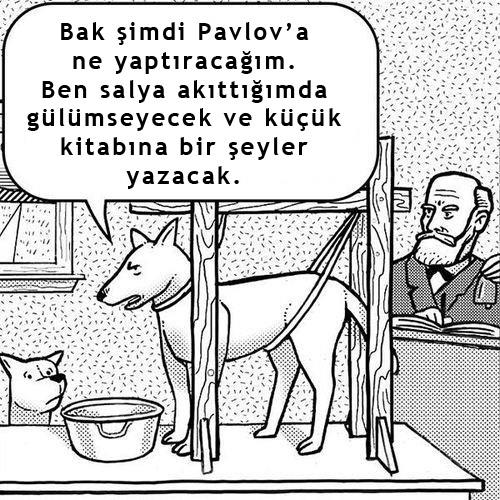 Bak şimdi Pavlov’a
ne yaptıracağım.
Ben salya akıttığımda
gülümseyecek ve küçük
kitabına bir şeyler
yazacak.